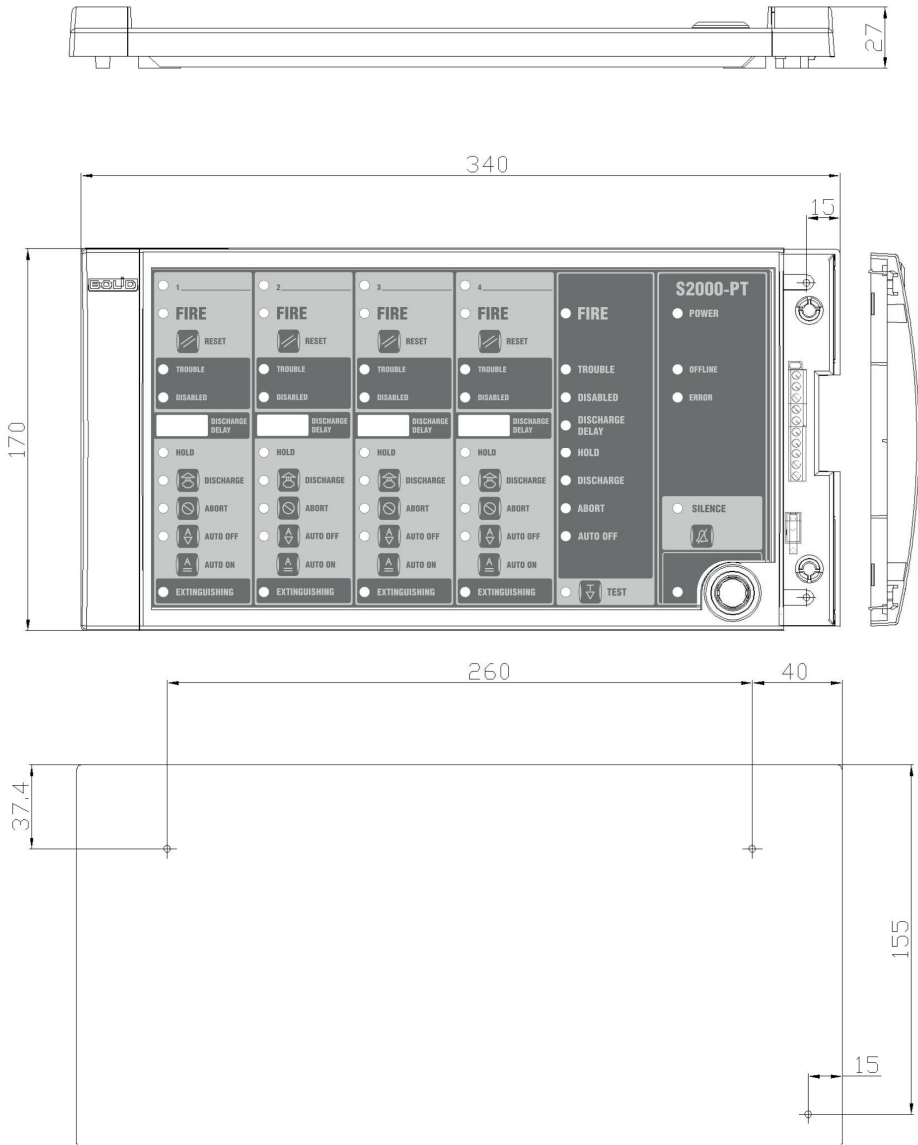 27
340
15
170
BOLID
1
FIRE
RESET
TROUBLE
DISABLED
DISCHARGE
DELAY
HOLD
DISCHARGE
ABORT
A
AUTO OFF
A
AUTO ON
EXTINGUISHING
2
FIRE
RESET
TROUBLE
DISABLED
DISCHARGE
DELAY
HOLD
DISCHARGE
ABORT
A
AUTO OFF
A
AUTO ON
EXTINGUISHING
3
FIRE
RESET
TROUBLE
DISABLED
DISCHARGE
DELAY
HOLD
DISCHARGE
ABORT
A
AUTO OFF
A
AUTO ON
EXTINGUISHING
4
FIRE
RESET
TROUBLE
DISABLED
DISCHARGE
DELAY
HOLD
DISCHARGE
ABORT
A
AUTO OFF
A
AUTO ON
EXTINGUISHING
FIRE
TROUBLE
DISABLED
DISCHARGE
DELAY
HOLD
DISCHARGE
ABORT
AUTO OFF
TEST
S2000-PT
POWER
OFFLINE
ERROR
SILENCE
260
40
37,4
155
15